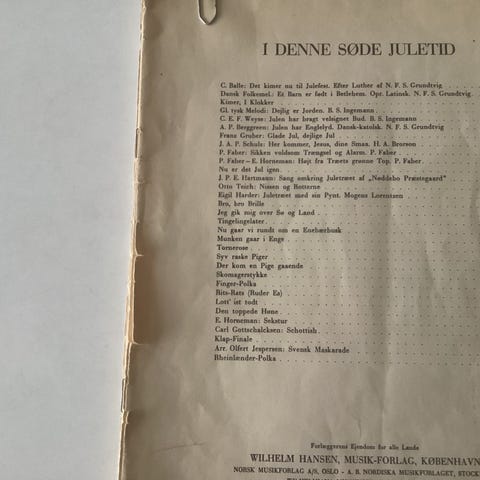 I DENNE SØDE JULETID
C. Balle: Det kimer nu til Julefest. Efter Luther af N. F. S. Grundtvig
Dansk Folkemel.: Et Barn er født i Betlehem. Opr. Latinsk. N. F. S. Grundtvig.
Kimer, I Klokker
Gl. tysk Melodi: Dejlig er Jorden. B. S. Ingemann
C. E. F. Weyse: Julen har bragt velsignet Bud. B. S. Ingemann
A. P. Berggreen: Julen har Englelyd. Dansk-katolsk. N. F. S. Grundtvig
Franz Gruber: Glade Jul, dejlige Jul
J. A. P. Schulz: Her kommer, Jesus, dine Smaa. H. A. Brorson
P. Faber: Sikken voldsom Trængsel og Alarm. P. Faber
P. Faber—E. Horneman: Højt fra Træets grønne Top. P. Faber
Nu er det Jul igen
J. P. E. Hartmann: Sang omkring Juletræet af „Nøddebo Præstegaard"
Otto Teich: Nissen og Rotterne
Eigil Harder: Juletræet med sin Pynt. Mogens Lorentzen
Bro, bro Brille
Jeg gik mig over Sø og Land
Tingelingelater
Nu gaar vi rundt om en Enebærbusk
Munken gaar i Enge
Tornerose
Syv raske Piger
Der kom en Pige gaaende
Skomagerstykke
Finger-Polka
Rits-Rats (Ruder Es)
Lott' ist todt
Den toppede Høne
E. Horneman: Sekstur
Carl Gottschalcksen: Schottish
Klap-Finale
Arr. Olfert Jespersen: Svensk Maskarade
Rheinlænder-Polka
Forlæggerens Ejendom for alle Lande
WILHELM HANSEN, MUSIK-FORLAG, KØBENHAVN
NORSK MUSIKFORLAG A/S, OSLO - A. B. NORDISKA MUSIKFORLAGET, STOCK